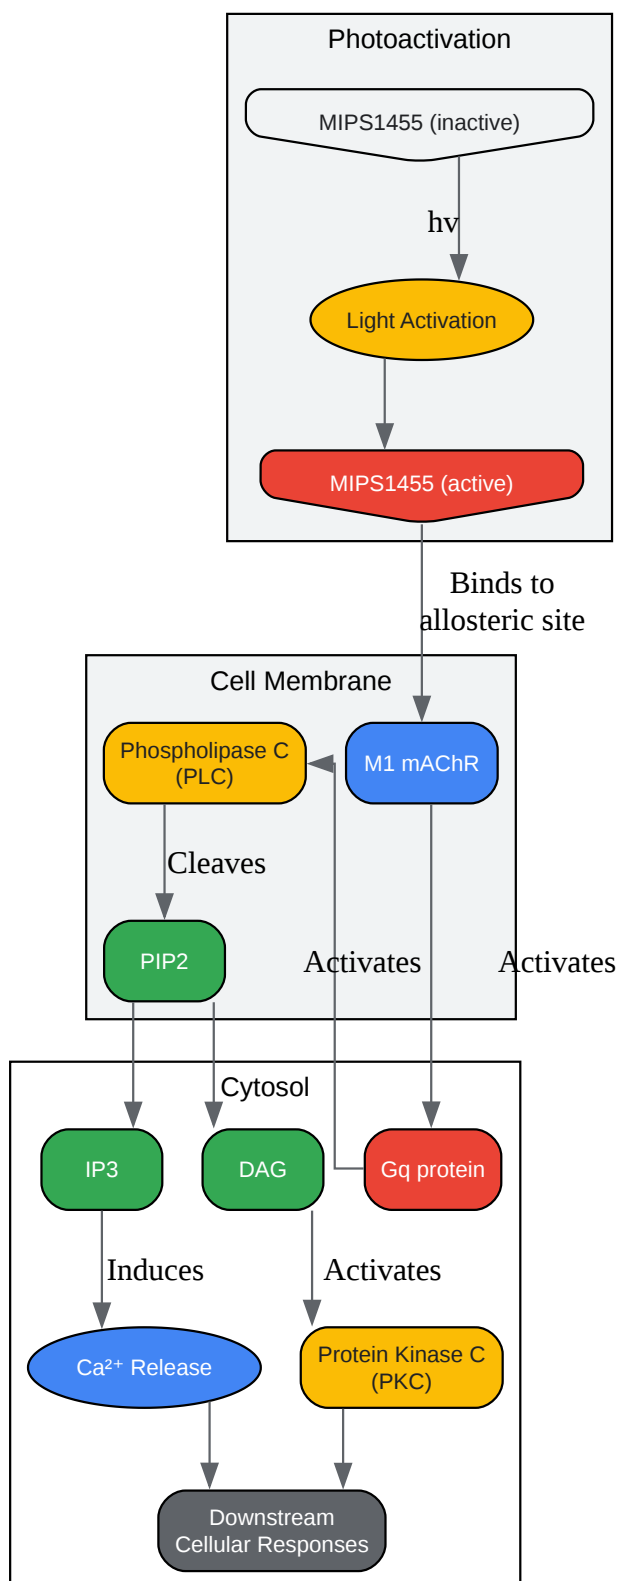 Photoactivation
MIPS1455 (inactive)
hv
Light Activation
MIPS1455 (active)
Binds to
allosteric site
Cell Membrane
Phospholipase C
(PLC)
M1 mAChR
Cleaves
PIP2
Activates
Activates
Cytosol
IP3
DAG
Gq protein
Induces
Activates
Ca²⁺ Release
Protein Kinase C
(PKC)
Downstream
Cellular Responses